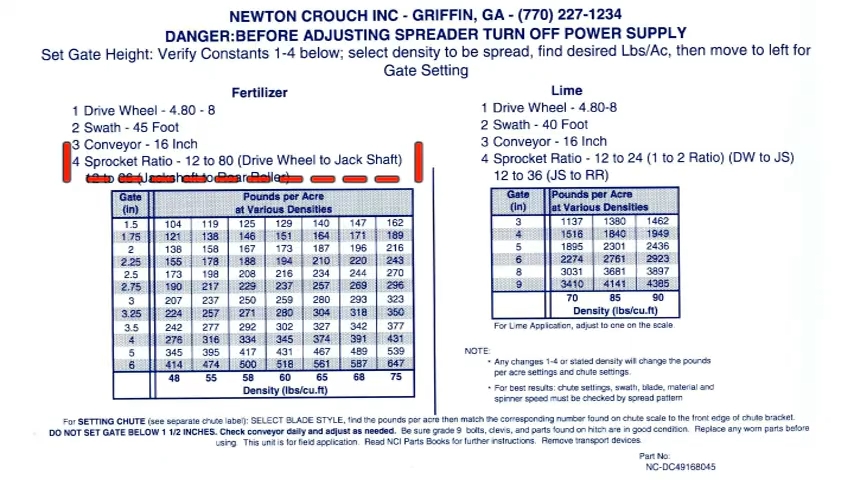 NEWTON CROUCH INC - GRIFFIN, GA - (770) 227-1234
DANGER:BEFORE ADJUSTING SPREADER TURN OFF POWER SUPPLY
Set Gate Height: Verify Constants 1-4 below; select density to be spread, find desired Lbs/Ac, then move to left for
Gate Setting
Fertilizer
1 Drive Wheel - 4.80 - 8
2 Swath - 45 Foot
3 Conveyor - 16 Inch
4 Sprocket Ratio - 12 to 80 (Drive Wheel to Jack Shaft)
12 to 36 (Jackshaft to Rear Roller)
Gate Pounds per Acre
(in) at Various Densities
1.5 104 119 125 129 140 147 162
1.75 121 138 146 151 164 171 189
2 138 158 167 173 187 196 216
2.25 155 178 188 194 210 220 243
2.5 173 198 208 216 234 244 270
2.75 190 217 229 237 257 269 296
3 207 237 250 259 280 293 323
3.25 224 257 271 280 304 318 350
3.5 242 277 292 302 327 342 377
4 276 316 334 345 374 391 431
5 345 395 417 431 467 489 539
6 414 474 500 518 561 587 647
48 55 58 60 65 68 75
Density (lbs/cu.ft)
Lime
1 Drive Wheel - 4.80-8
2 Swath - 40 Foot
3 Conveyor - 16 Inch
4 Sprocket Ratio - 12 to 24 (1 to 2 Ratio) (DW to JS)
12 to 36 (JS to RR)
Gate Pounds per Acre
(in) at Various Densities
3 1137 1380 1462
4 1516 1840 1949
5 1895 2301 2436
6 2274 2761 2923
8 3031 3681 3897
9 3410 4141 4385
70 85 90
Density (lbs/cu.ft)
For Lime Application, adjust to one on the scale.
NOTE:
• Any changes 1-4 or stated density will change the pounds
per acre settings and chute settings.
• For best results: chute settings, swath, blade, material and
spinner speed must be checked by spread pattern
For SETTING CHUTE (see separate chute label): SELECT BLADE STYLE, find the pounds per acre then match the corresponding number found on chute scale to the front edge of chute bracket.
DO NOT SET GATE BELOW 1 1/2 INCHES. Check conveyor daily and adjust as needed. Be sure grade 9 bolts, clevis, and parts found on hitch are in good condition. Replace any worn parts before
using. This unit is for field application. Read NCI Parts Books for further instructions. Remove transport devices.
Part No:
NC-DC49168045